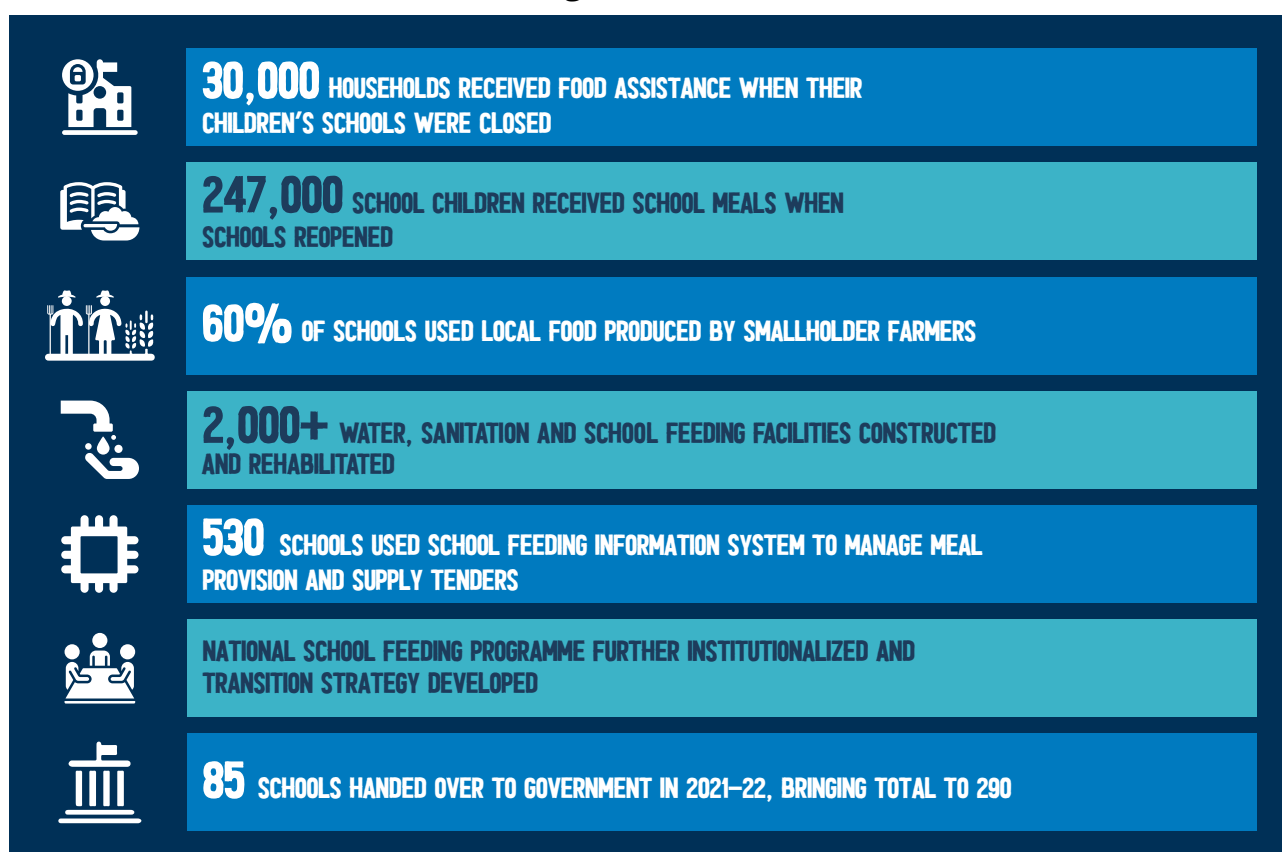 30,000 HOUSEHOLDS RECEIVED FOOD ASSISTANCE WHEN THEIR
CHILDREN'S SCHOOLS WERE CLOSED
247,000 SCHOOL CHILDREN RECEIVED SCHOOL MEALS WHEN
SCHOOLS REOPENED
60% OF SCHOOLS USED LOCAL FOOD PRODUCED BY SMALLHOLDER FARMERS
2,000+ WATER, SANITATION AND SCHOOL FEEDING FACILITIES CONSTRUCTED
AND REHABILITATED
530 SCHOOLS USED SCHOOL FEEDING INFORMATION SYSTEM TO MANAGE MEAL
PROVISION AND SUPPLY TENDERS
NATIONAL SCHOOL FEEDING PROGRAMME FURTHER INSTITUTIONALIZED AND
TRANSITION STRATEGY DEVELOPED
85 SCHOOLS HANDED OVER TO GOVERNMENT IN 2021–22, BRINGING TOTAL TO 290